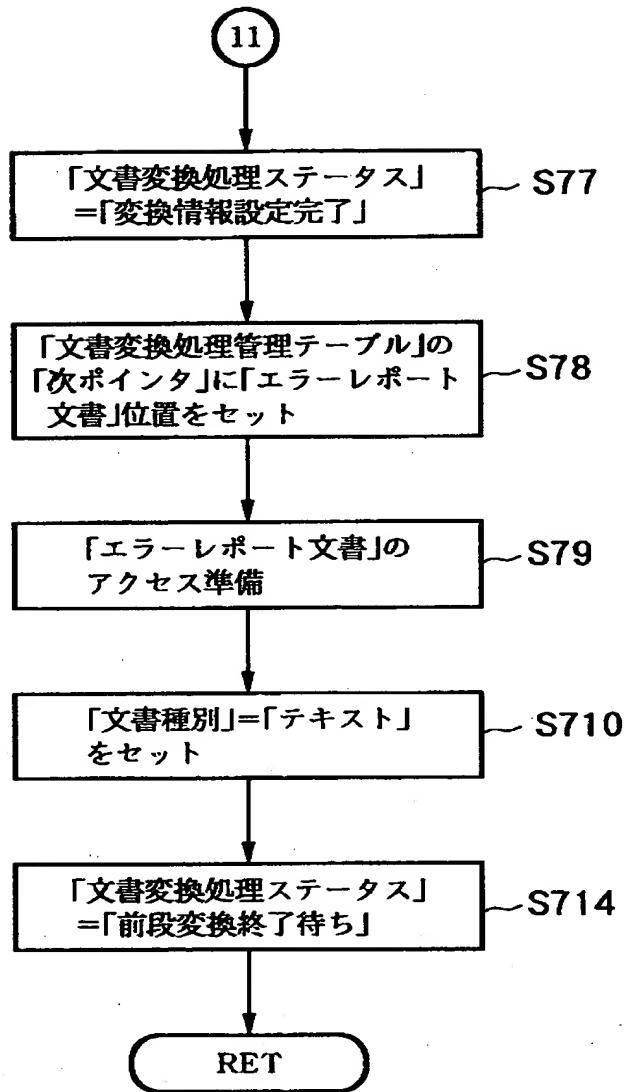 11
「文書変換処理ステータス」
=「変換情報設定完了」
S77
「文書変換処理管理テーブル」の
「次ポインタ」に「エラーレポート
文書」位置をセット
S78
「エラーレポート文書」の
アクセス準備
S79
「文書種別」=「テキスト」
をセット
S710
「文書変換処理ステータス」
=「前段変換終了待ち」
S714
RET